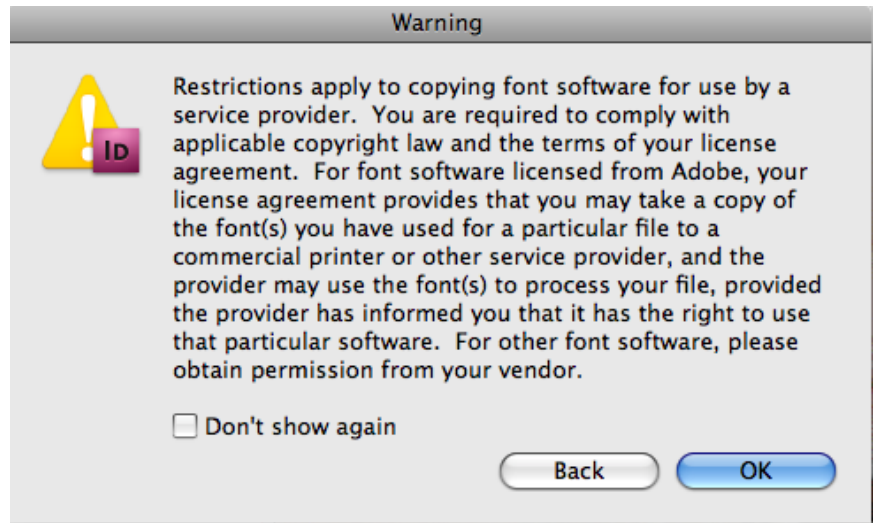 Warning
Restrictions apply to copying font software for use by a
service provider.  You are required to comply with
applicable copyright law and the terms of your license
agreement.  For font software licensed from Adobe, your
license agreement provides that you may take a copy of
the font(s) you have used for a particular file to a
commercial printer or other service provider, and the
provider may use the font(s) to process your file, provided
the provider has informed you that it has the right to use
that particular software.  For other font software, please
obtain permission from your vendor.
ID
Don't show again
Back OK